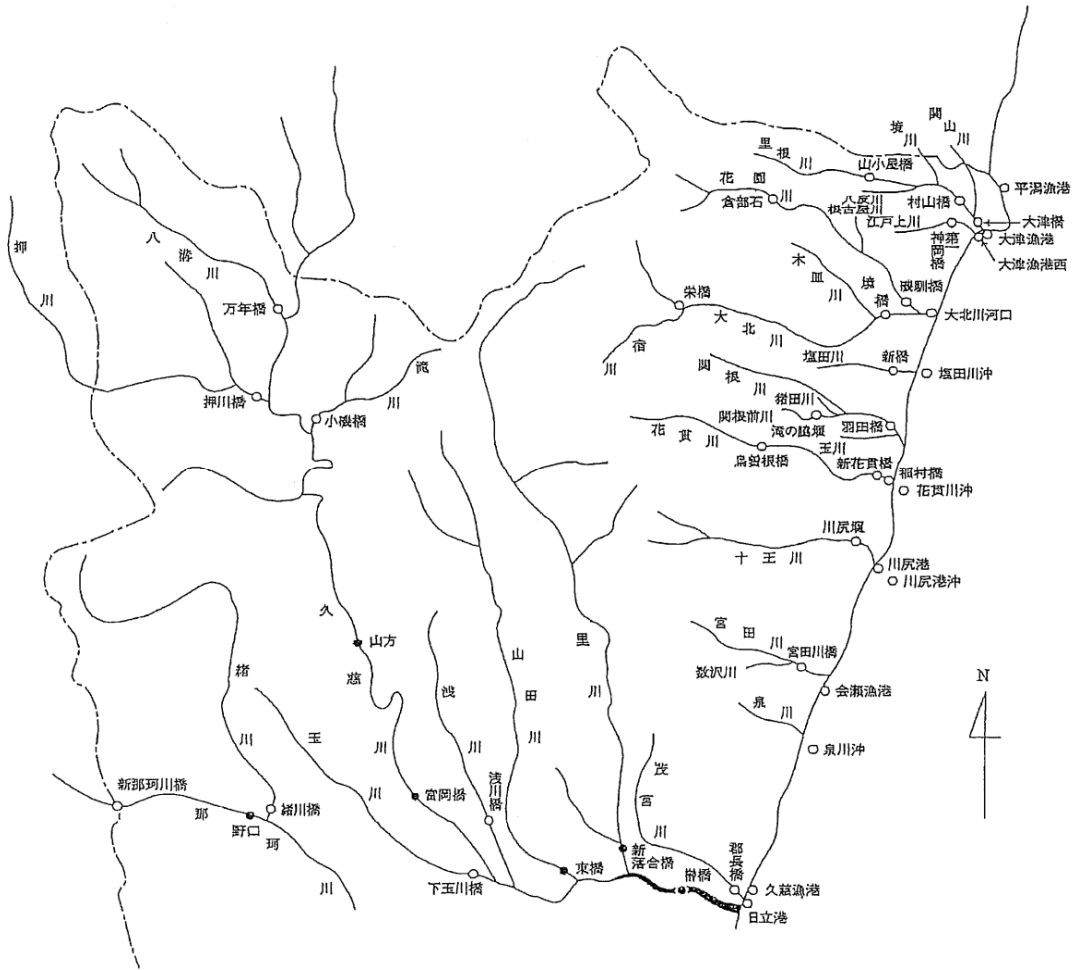 関山川
境川
里根川
山小屋橋
平潟漁港
花園川
倉部石
八反川
根古屋川
江戸上川
村山橋
大津橋
神第一岡橋
大津漁港
大津漁港西
木皿川
焼橋
磯馴橋
大北川河口
栄橋
大北川
宿川
塩田川
新橋
塩田川沖
関根川
猪田川
関根前川
滝の脇堰
羽田橋
花貫川
玉川
鳥曽根橋
新花貫橋
稲村橋
花貫川沖
押川
八溝川
万年橋
押川橋
小磯橋
滝川
川尻堰
十王川
川尻港
川尻港沖
久慈川
山方
宮田川
宮田川橋
数沢川
会瀬漁港
泉川
泉川沖
N
緒川
玉川
浅川
山田川
里川
茂宮川
新那珂川橋
那珂川
野口
緒川橋
富岡橋
浅川橋
下玉川橋
東橋
新落合橋
榊橋
郡長橋
久慈漁港
日立港